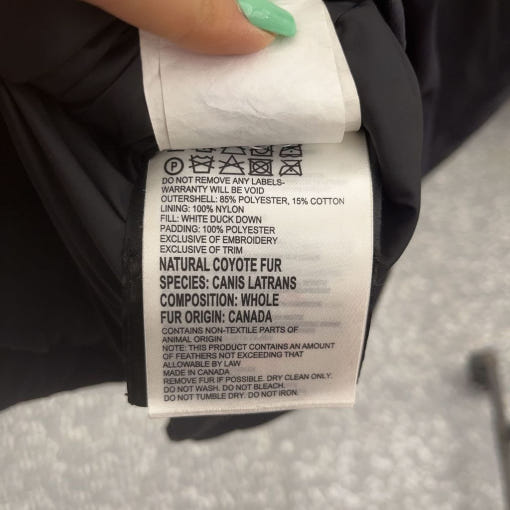 P
DO NOT REMOVE ANY LABELS-
WARRANTY WILL BE VOID
OUTERSHELL: 85% POLYESTER, 15% COTTON
LINING: 100% NYLON
FILL: WHITE DUCK DOWN
PADDING: 100% POLYESTER
EXCLUSIVE OF EMBROIDERY
EXCLUSIVE OF TRIM
NATURAL COYOTE FUR
SPECIES: CANIS LATRANS
COMPOSITION: WHOLE
FUR ORIGIN: CANADA
CONTAINS NON-TEXTILE PARTS OF
ANIMAL ORIGIN
NOTE: THIS PRODUCT CONTAINS AN AMOUNT
OF FEATHERS NOT EXCEEDING THAT
ALLOWABLE BY LAW
MADE IN CANADA
REMOVE FUR IF POSSIBLE. DRY CLEAN ONLY.
DO NOT WASH. DO NOT BLEACH.
DO NOT TUMBLE DRY. DO NOT IRON.